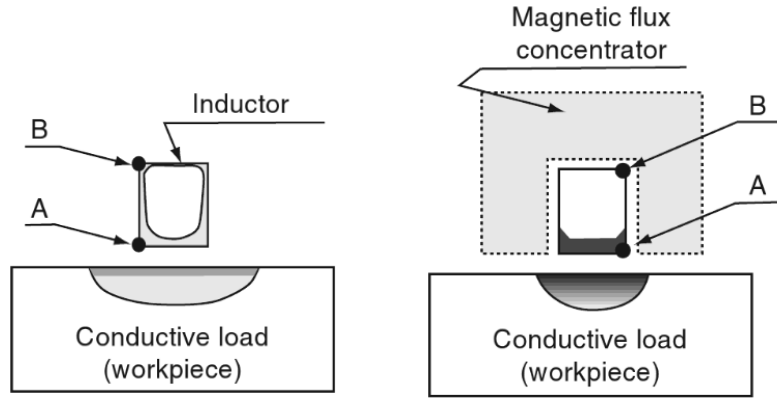 Inductor
B
A
Conductive load
(workpiece)
Magnetic flux
concentrator
B
A
Conductive load
(workpiece)